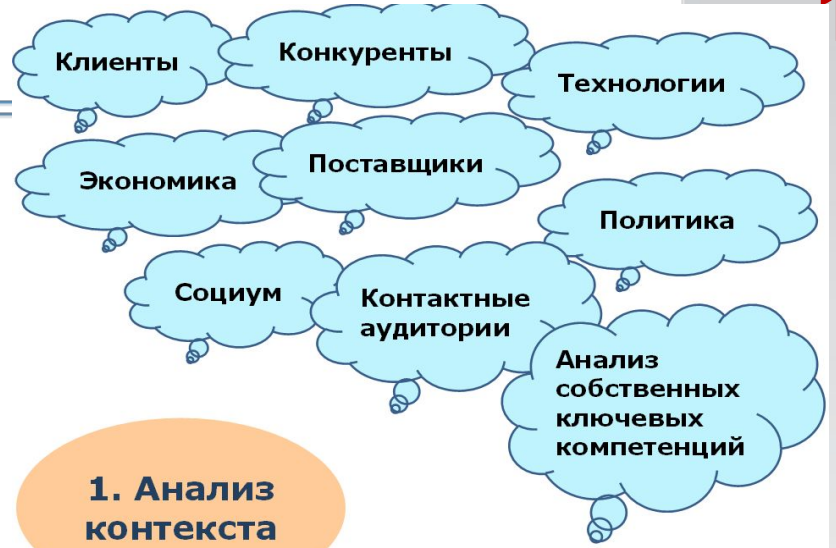 Клиенты
Конкуренты
Технологии
Экономика
Поставщики
Политика
Социум
Контактные
аудитории
Анализ
собственных
ключевых
компетенций
1. Анализ
контекста